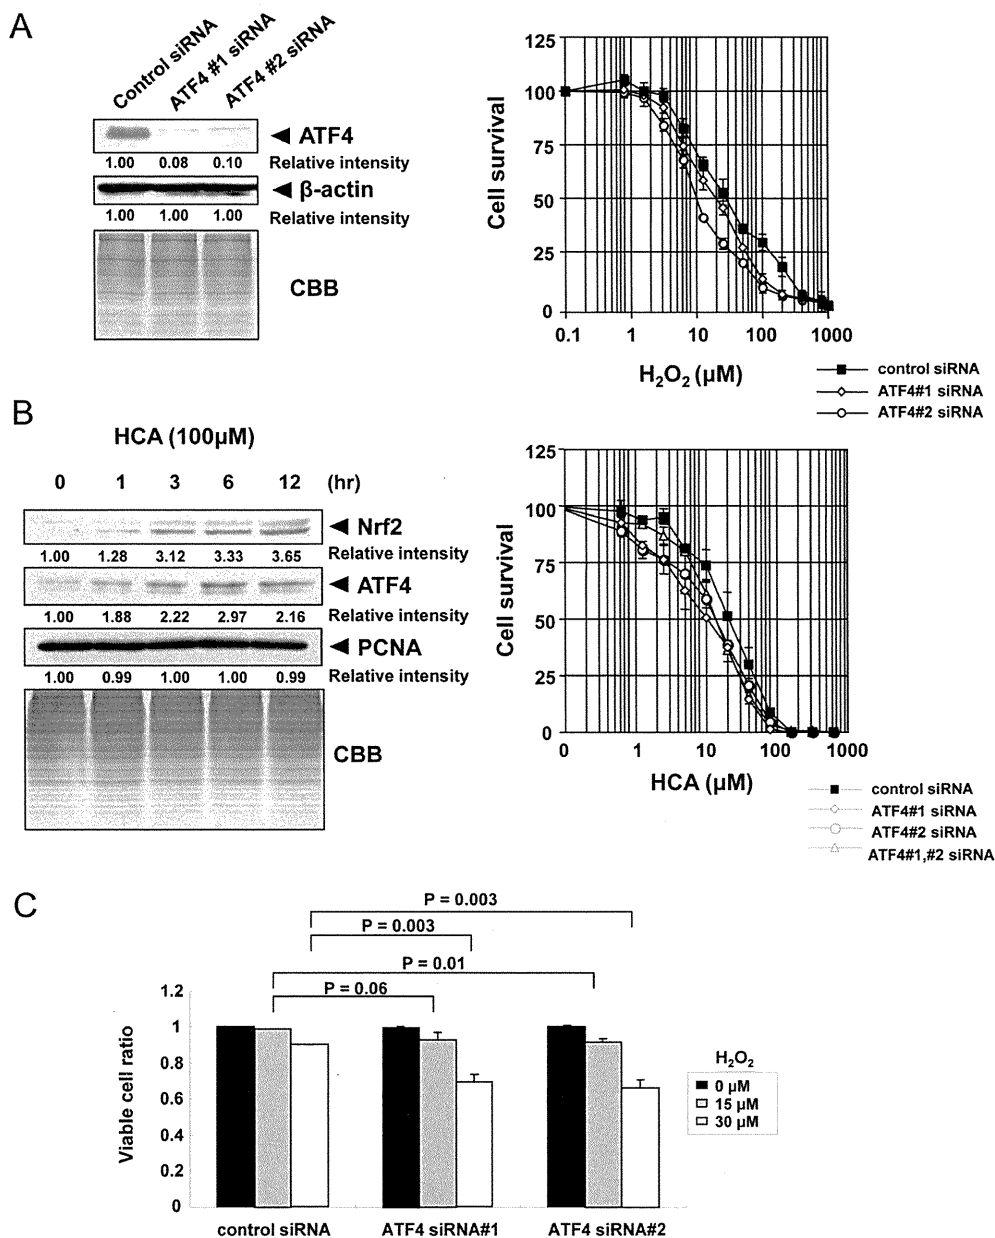 A
Control siRNA
ATF4 #1 siRNA
ATF4 #2 siRNA
ATF4
1.00 0.08 0.10 Relative intensity
β-actin
1.00 1.00 1.00 Relative intensity
CBB
Cell survival
125
100
75
50
25
0
0.1 1 10 100 1000
H₂O₂ (μM)
control siRNA
ATF4#1 siRNA
ATF4#2 siRNA
B
HCA (100μM)
0 1 3 6 12 (hr)
Nrf2
1.00 1.28 3.12 3.33 3.65 Relative intensity
ATF4
1.00 1.88 2.22 2.97 2.16 Relative intensity
PCNA
1.00 0.99 1.00 1.00 0.99 Relative intensity
CBB
Cell survival
125
100
75
50
25
0
0 1 10 100 1000
HCA (μM)
control siRNA
ATF4#1 siRNA
ATF4#2 siRNA
ATF4#1,#2 siRNA
C
P = 0.003
P = 0.003
P = 0.01
P = 0.06
Viable cell ratio
1.2
1
0.8
0.6
0.4
0.2
0
control siRNA ATF4 siRNA#1 ATF4 siRNA#2
H₂O₂
0 μM
15 μM
30 μM